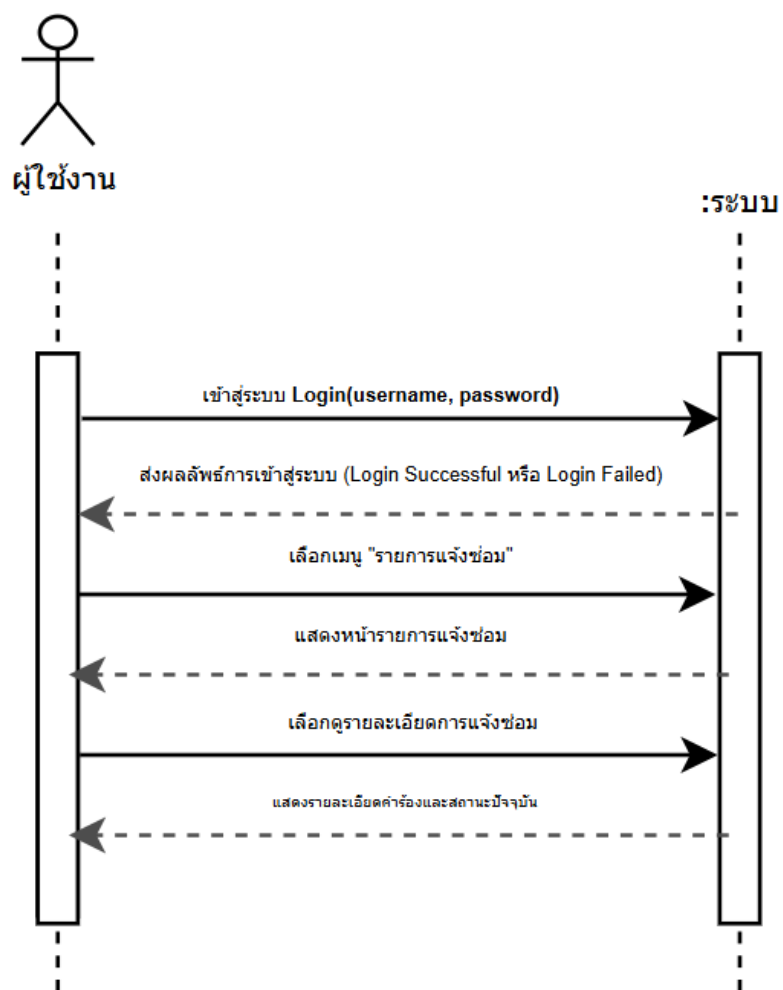 ผู้ใช้งาน
:ระบบ
เข้าสู่ระบบ Login(username, password)
ส่งผลลัพธ์การเข้าสู่ระบบ (Login Successful หรือ Login Failed)
เลือกเมนู "รายการแจ้งซ่อม"
แสดงหน้ารายการแจ้งซ่อม
เลือกดูรายละเอียดการแจ้งซ่อม
แสดงรายละเอียดคำร้องและสถานะปัจจุบัน